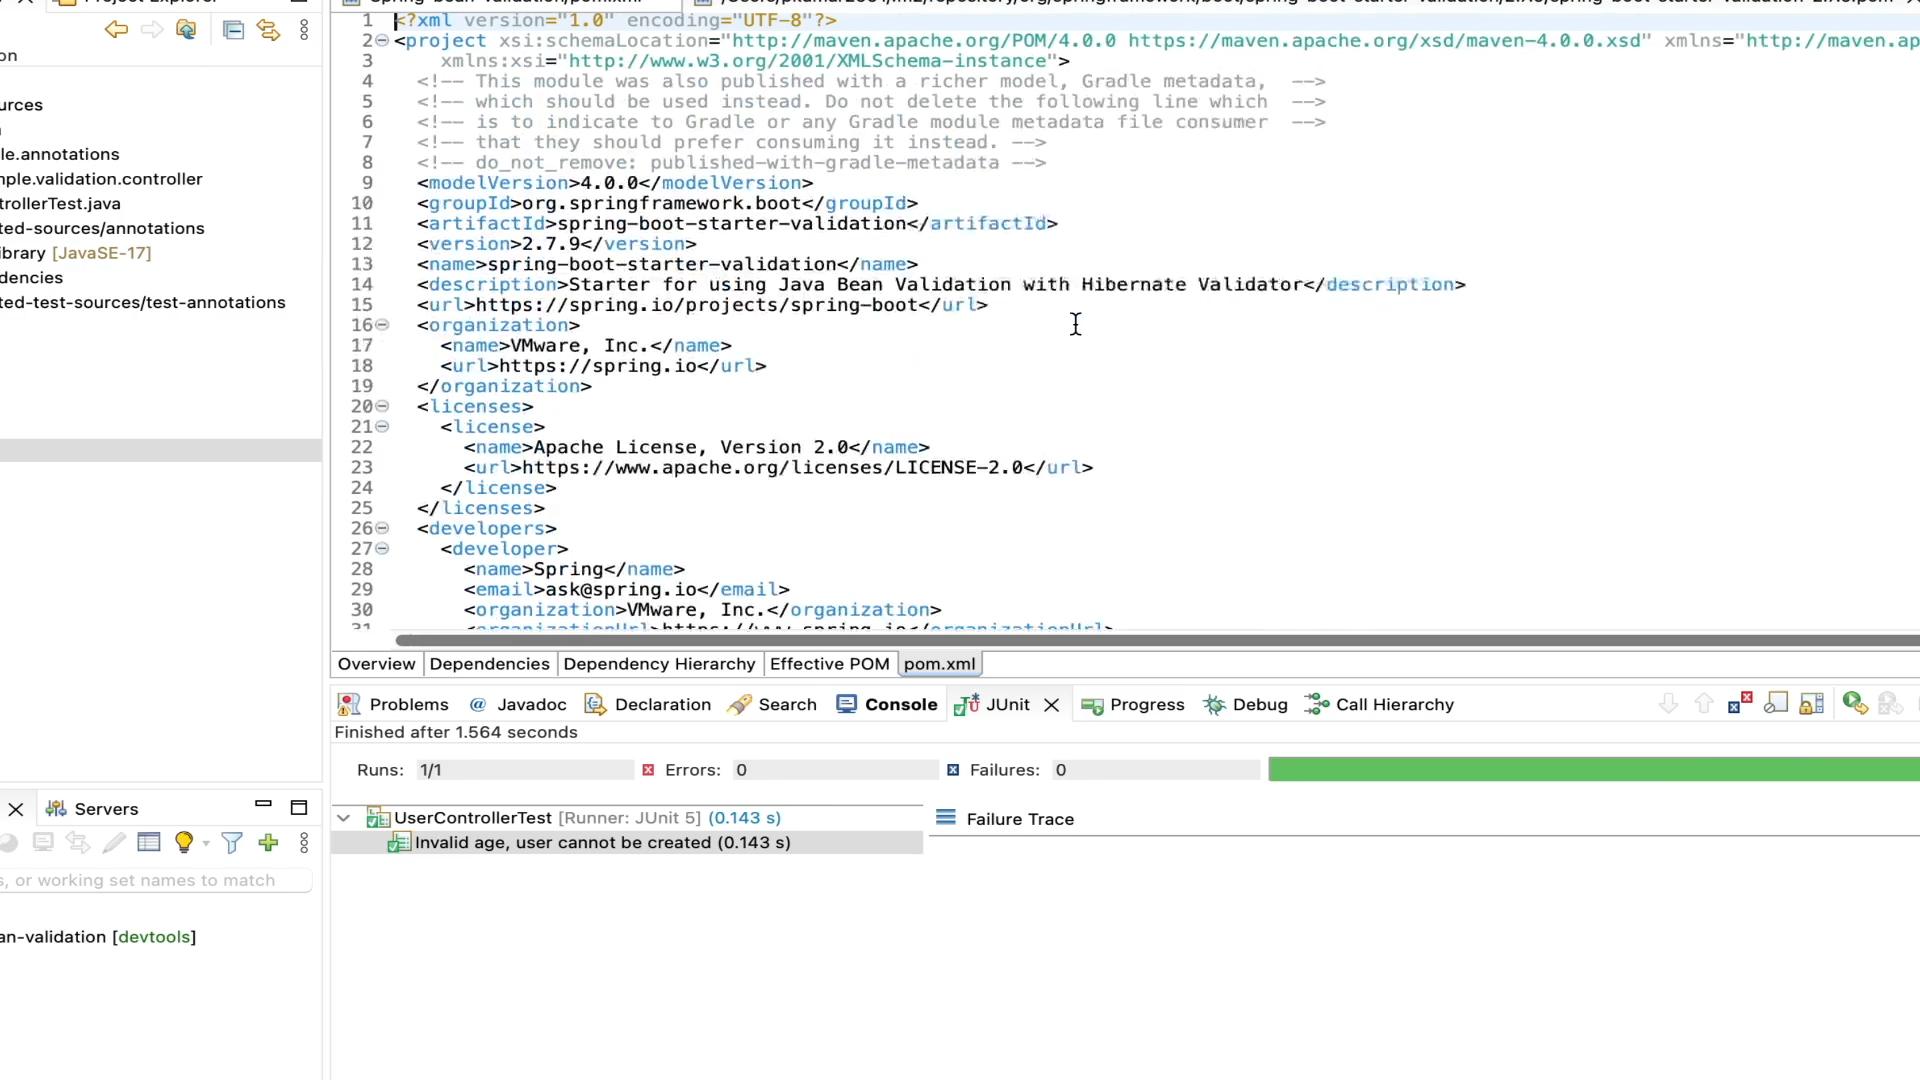 on
urces
le.annotations
nple.validation.controller
trollerTest.java
ted-sources/annotations
ibrary [JavaSE-17]
dencies
ted-test-sources/test-annotations
1 <?xml version="1.0" encoding="UTF-8"?>
2 <project xsi:schemaLocation="http://maven.apache.org/POM/4.0.0 https://maven.apache.org/xsd/maven-4.0.0.xsd" xmlns="http://maven.ap
3 xmlns:xsi="http://www.w3.org/2001/XMLSchema-instance">
4 <!-- This module was also published with a richer model, Gradle metadata, -->
5 <!-- which should be used instead. Do not delete the following line which -->
6 <!-- is to indicate to Gradle or any Gradle module metadata file consumer -->
7 <!-- that they should prefer consuming it instead. -->
8 <!-- do_not_remove: published-with-gradle-metadata -->
9 <modelVersion>4.0.0</modelVersion>
10 <groupId>org.springframework.boot</groupId>
11 <artifactId>spring-boot-starter-validation</artifactId>
12 <version>2.7.9</version>
13 <name>spring-boot-starter-validation</name>
14 <description>Starter for using Java Bean Validation with Hibernate Validator</description>
15 <url>https://spring.io/projects/spring-boot</url>
16 <organization>
17 <name>VMware, Inc.</name>
18 <url>https://spring.io</url>
19 </organization>
20 <licenses>
21 <license>
22 <name>Apache License, Version 2.0</name>
23 <url>https://www.apache.org/licenses/LICENSE-2.0</url>
24 </license>
25 </licenses>
26 <developers>
27 <developer>
28 <name>Spring</name>
29 <email>ask@spring.io</email>
30 <organization>VMware, Inc.</organization>
31 <organizationUrl>https://www.spring.io</organizationUrl>
Overview Dependencies Dependency Hierarchy Effective POM pom.xml
Problems @ Javadoc Declaration Search Console JUnit Progress Debug Call Hierarchy
Finished after 1.564 seconds
Runs: 1/1 Errors: 0 Failures: 0
UserControllerTest [Runner: JUnit 5] (0.143 s)
Invalid age, user cannot be created (0.143 s)
Failure Trace
Servers
s, or working set names to match
an-validation [devtools]